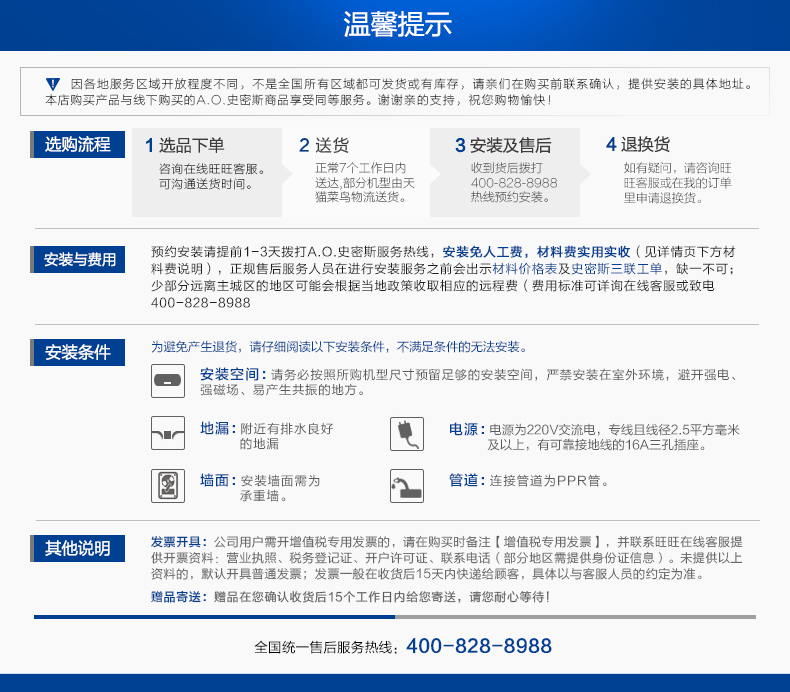 温馨提示
因各地服务区域开放程度不同，不是全国所有区域都可发货或有库存，请亲们在购买前联系确认，提供安装的具体地址。
本店购买产品与线下购买的A.O.史密斯商品享受同等服务。谢谢亲的支持，祝您购物愉快！
选购流程
1 选品下单
咨询在线旺旺客服。
可沟通送货时间。
2 送货
正常7个工作日内
送达,部分机型由天
猫菜鸟物流送货。
3 安装及售后
收到货后拨打
400-828-8988
热线预约安装。
4 退换货
如有疑问，请咨询旺
旺客服或在我的订单
里申请退换货。
安装与费用
预约安装请提前1-3天拨打A.O.史密斯服务热线，安装免人工费，材料费实用实收（见详情页下方材
料费说明），正规售后服务人员在进行安装服务之前会出示材料价格表及史密斯三联工单，缺一不可；
少部分远离主城区的地区可能会根据当地政策收取相应的远程费（费用标准可详询在线客服或致电
400-828-8988
安装条件
为避免产生退货，请仔细阅读以下安装条件，不满足条件的无法安装。
安装空间：请务必按照所购机型尺寸预留足够的安装空间，严禁安装在室外环境，避开强电、
强磁场、易产生共振的地方。
地漏：附近有排水良好
的地漏
电源：电源为220V交流电，专线且线径2.5平方毫米
及以上，有可靠接地线的16A三孔插座。
墙面：安装墙面需为
承重墙。
管道：连接管道为PPR管。
其他说明
发票开具：公司用户需开增值税专用发票的，请在购买时备注【增值税专用发票】，并联系旺旺在线客服提
供开票资料：营业执照、税务登记证、开户许可证、联系电话（部分地区需提供身份证信息）。未提供以上
资料的，默认开具普通发票；发票一般在收货后15天内快递给顾客，具体以与客服人员的约定为准。
赠品寄送：赠品在您确认收货后15个工作日内给您寄送，请您耐心等待！
全国统一售后服务热线：400-828-8988